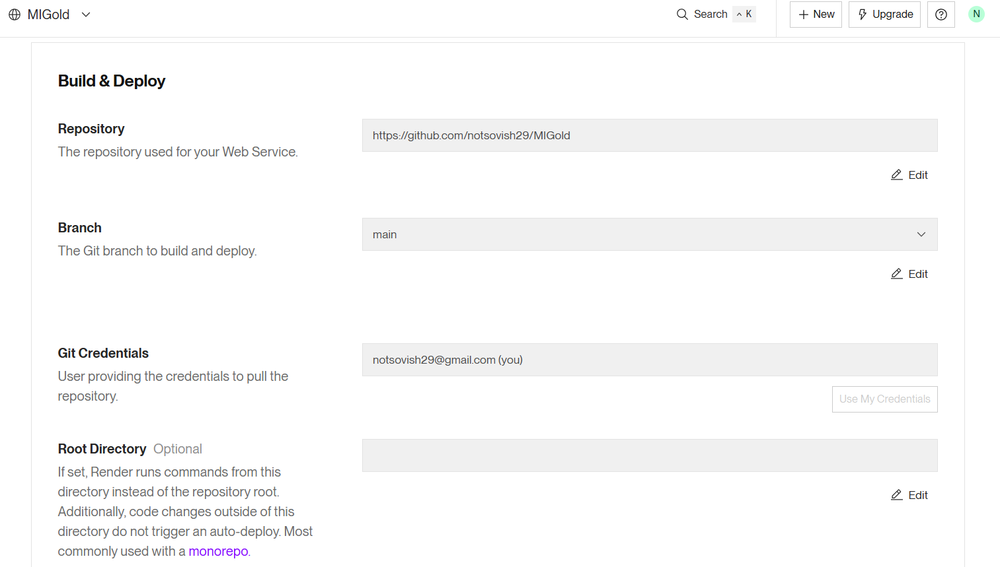 MIGold
Search ^ K
New
Upgrade
N
Build & Deploy
Repository
The repository used for your Web Service.
https://github.com/notsovish29/MIGold
Edit
Branch
The Git branch to build and deploy.
main
Edit
Git Credentials
User providing the credentials to pull the
repository.
notsovish29@gmail.com (you)
Use My Credentials
Root Directory Optional
If set, Render runs commands from this
directory instead of the repository root.
Additionally, code changes outside of this
directory do not trigger an auto-deploy. Most
commonly used with a monorepo.
Edit